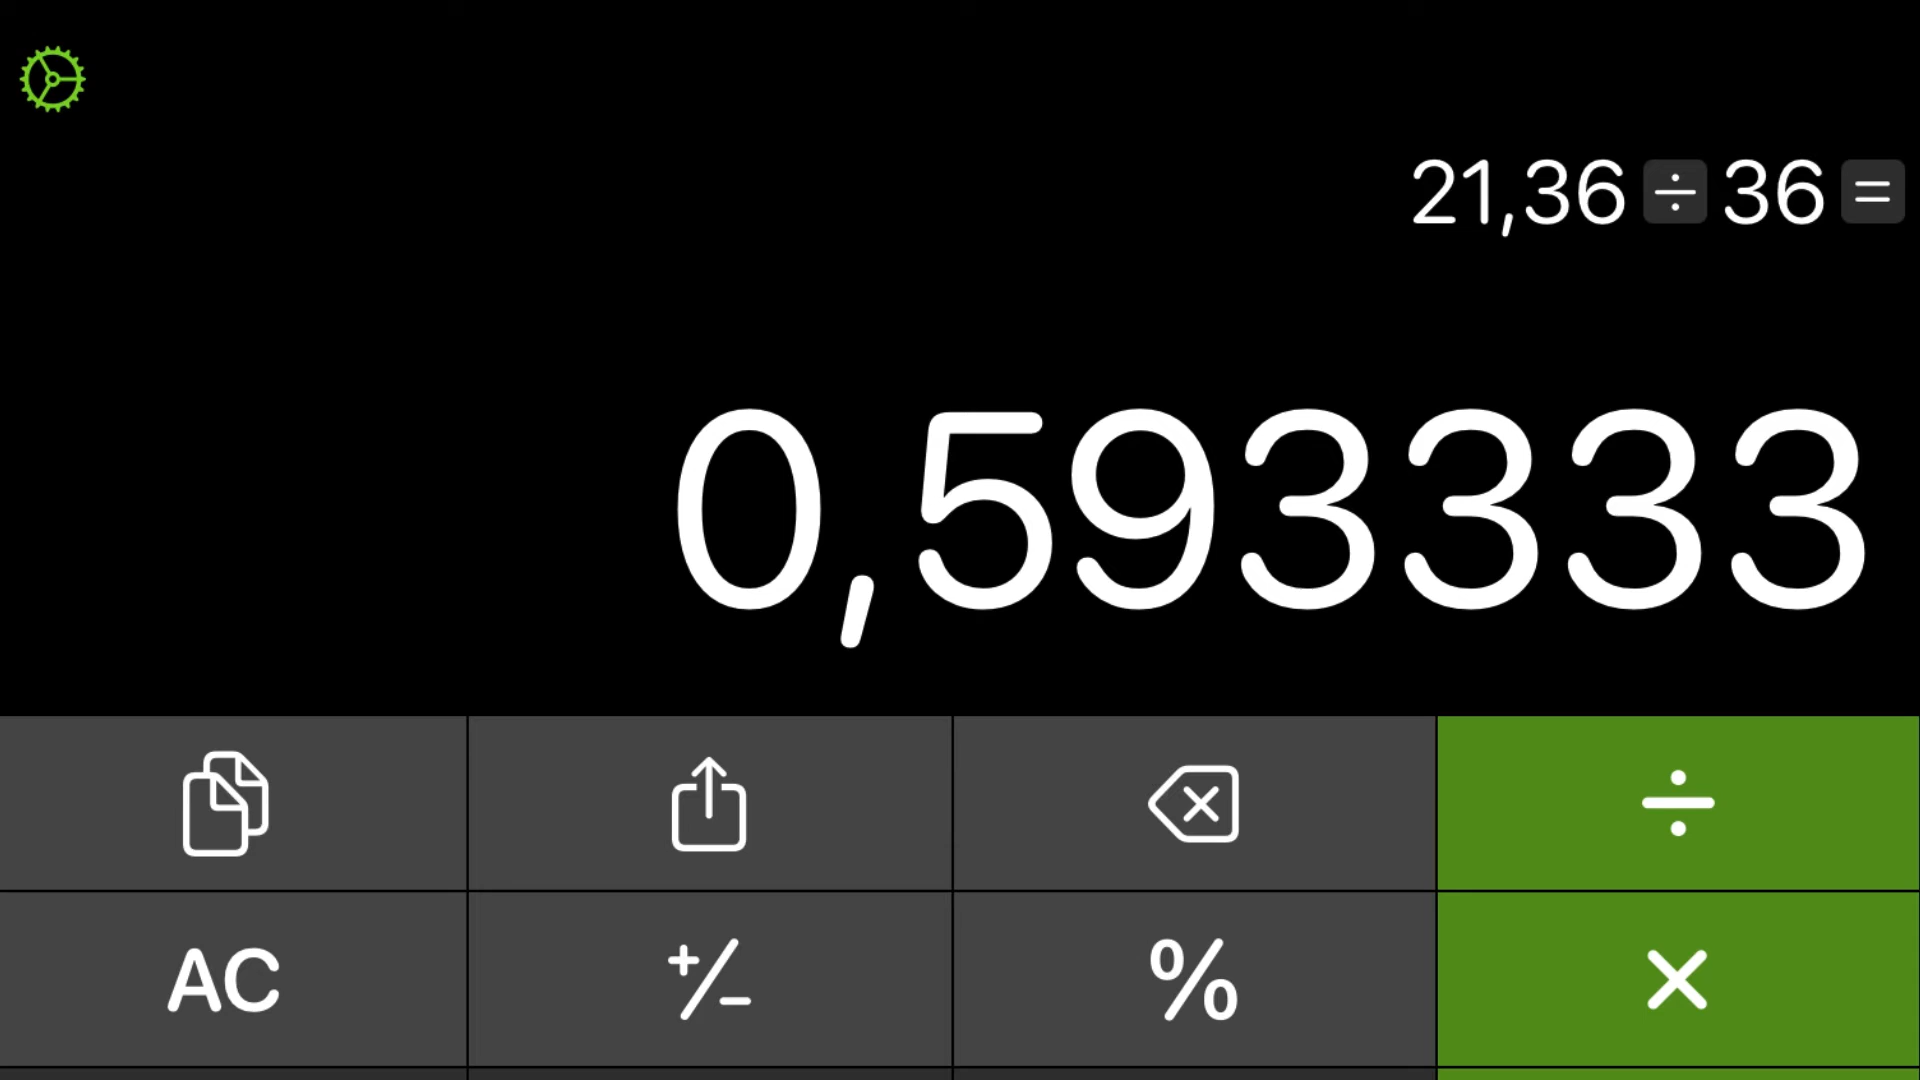 21,36 ÷ 36 =
0,593333
÷
AC +/- % ×